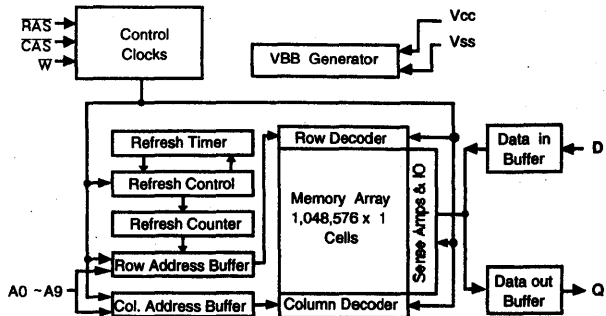 R̅A̅S̅
C̅A̅S̅
W̅
Control
Clocks
VBB Generator
Vcc
Vss
Refresh Timer
Refresh Control
Refresh Counter
Row Address Buffer
Col. Address Buffer
A0 ~A9
Row Decoder
Memory Array
1,048,576 x 1
Cells
Column Decoder
Sense Amps & IO
Data in
Buffer
D
Data out
Buffer
Q